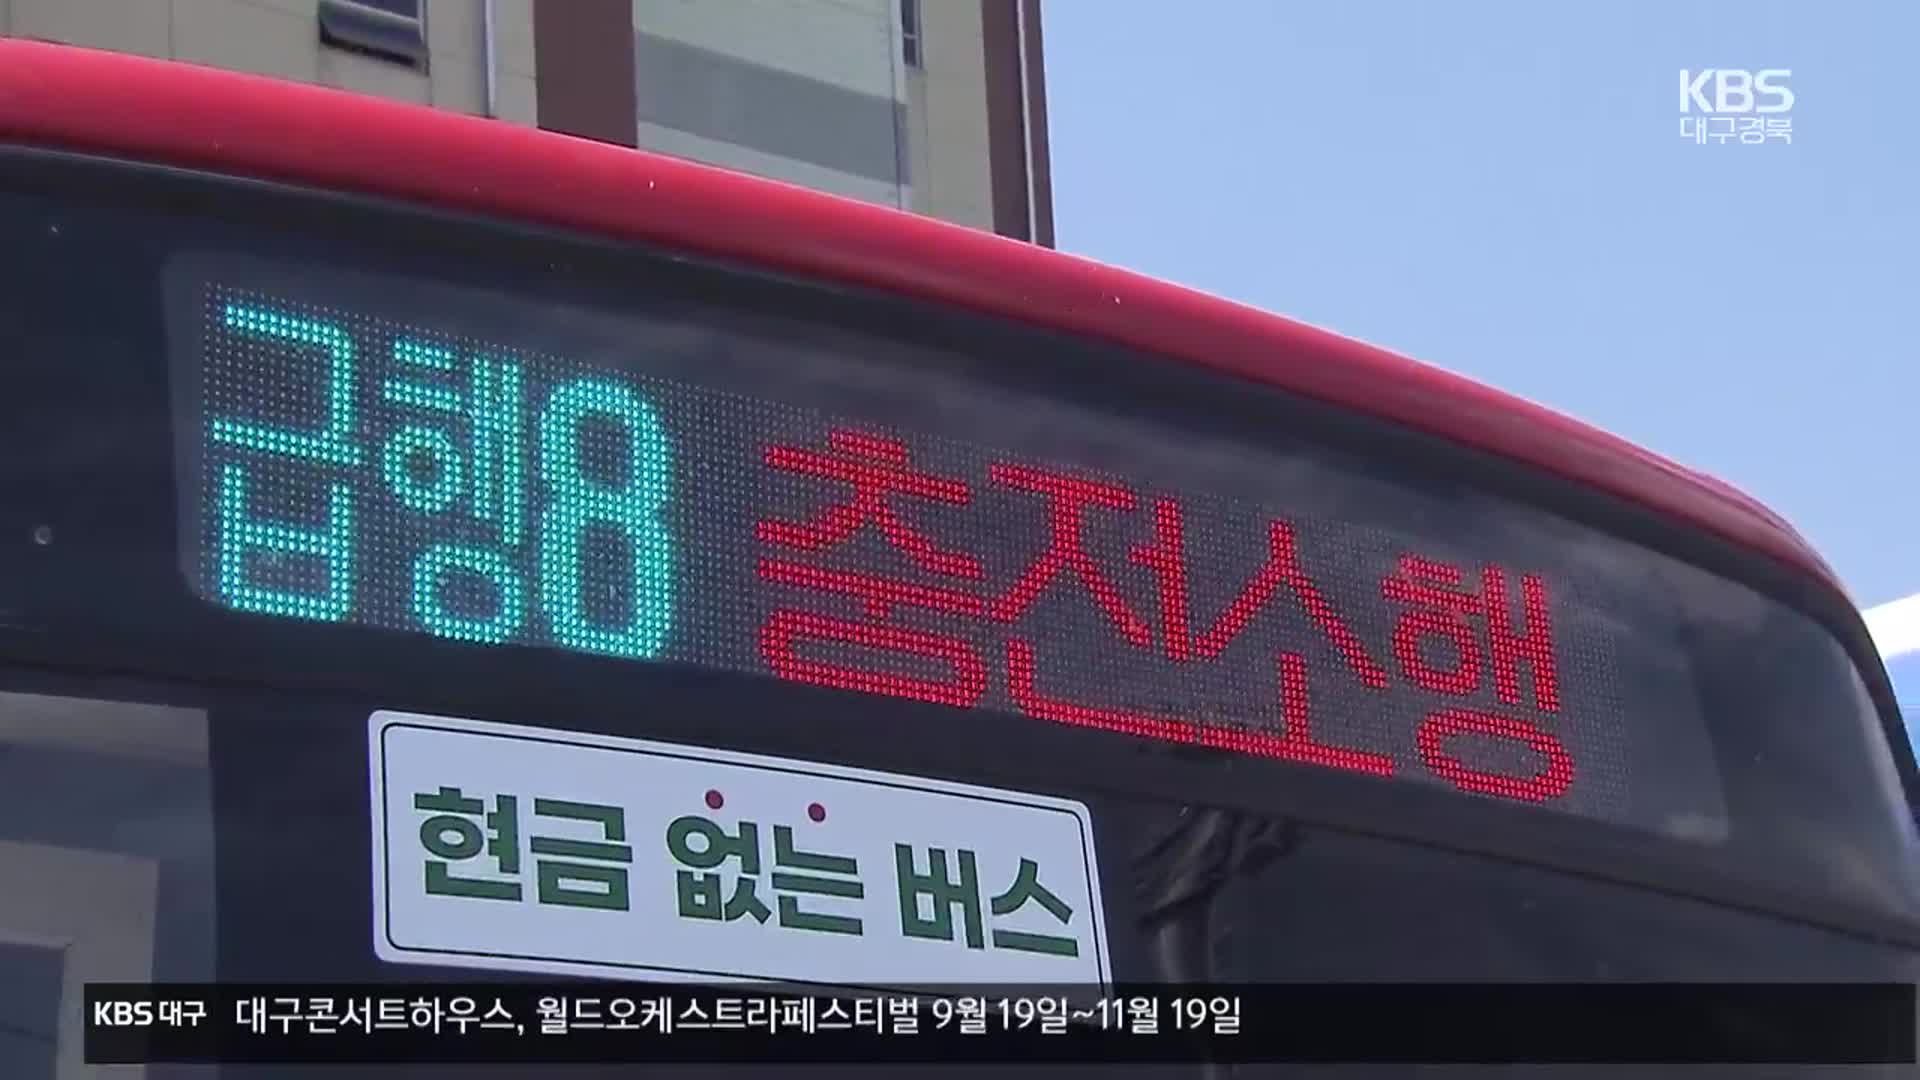 KBS
대구경북
급행8 충전소행
현금 없는 버스
KBS 대구 대구콘서트하우스, 월드오케스트라페스티벌 9월 19일~11월 19일